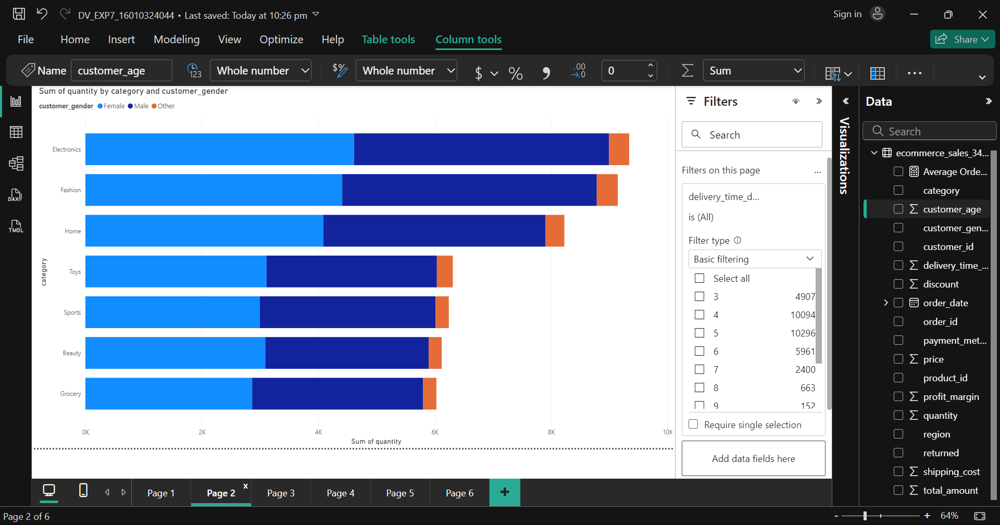 DV_EXP7_16010324044 • Last saved: Today at 10:26 pm
Sign in
File Home Insert Modeling View Optimize Help Table tools Column tools
Share
Name customer_age
Whole number
Whole number
$ % , .00 →.0 0
Sum
Sum of quantity by category and customer_gender
customer_gender Female Male Other
category
Electronics
Fashion
Home
Toys
Sports
Beauty
Grocery
0K 2K 4K 6K 8K 10K
Sum of quantity
DAX
TMDL
Filters
Search
Filters on this page ...
delivery_time_d...
is (All)
Filter type
Basic filtering
Select all
3 4907
4 10094
5 10296
6 5961
7 2400
8 663
9 152
Require single selection
Add data fields here
Visualizations
Data
Search
ecommerce_sales_34...
Average Orde...
category
customer_age
customer_gen...
customer_id
delivery_time_...
discount
order_date
order_id
payment_met...
price
product_id
profit_margin
quantity
region
returned
shipping_cost
total_amount
Page 1 Page 2 x Page 3 Page 4 Page 5 Page 6 +
Page 2 of 6
- + 64%